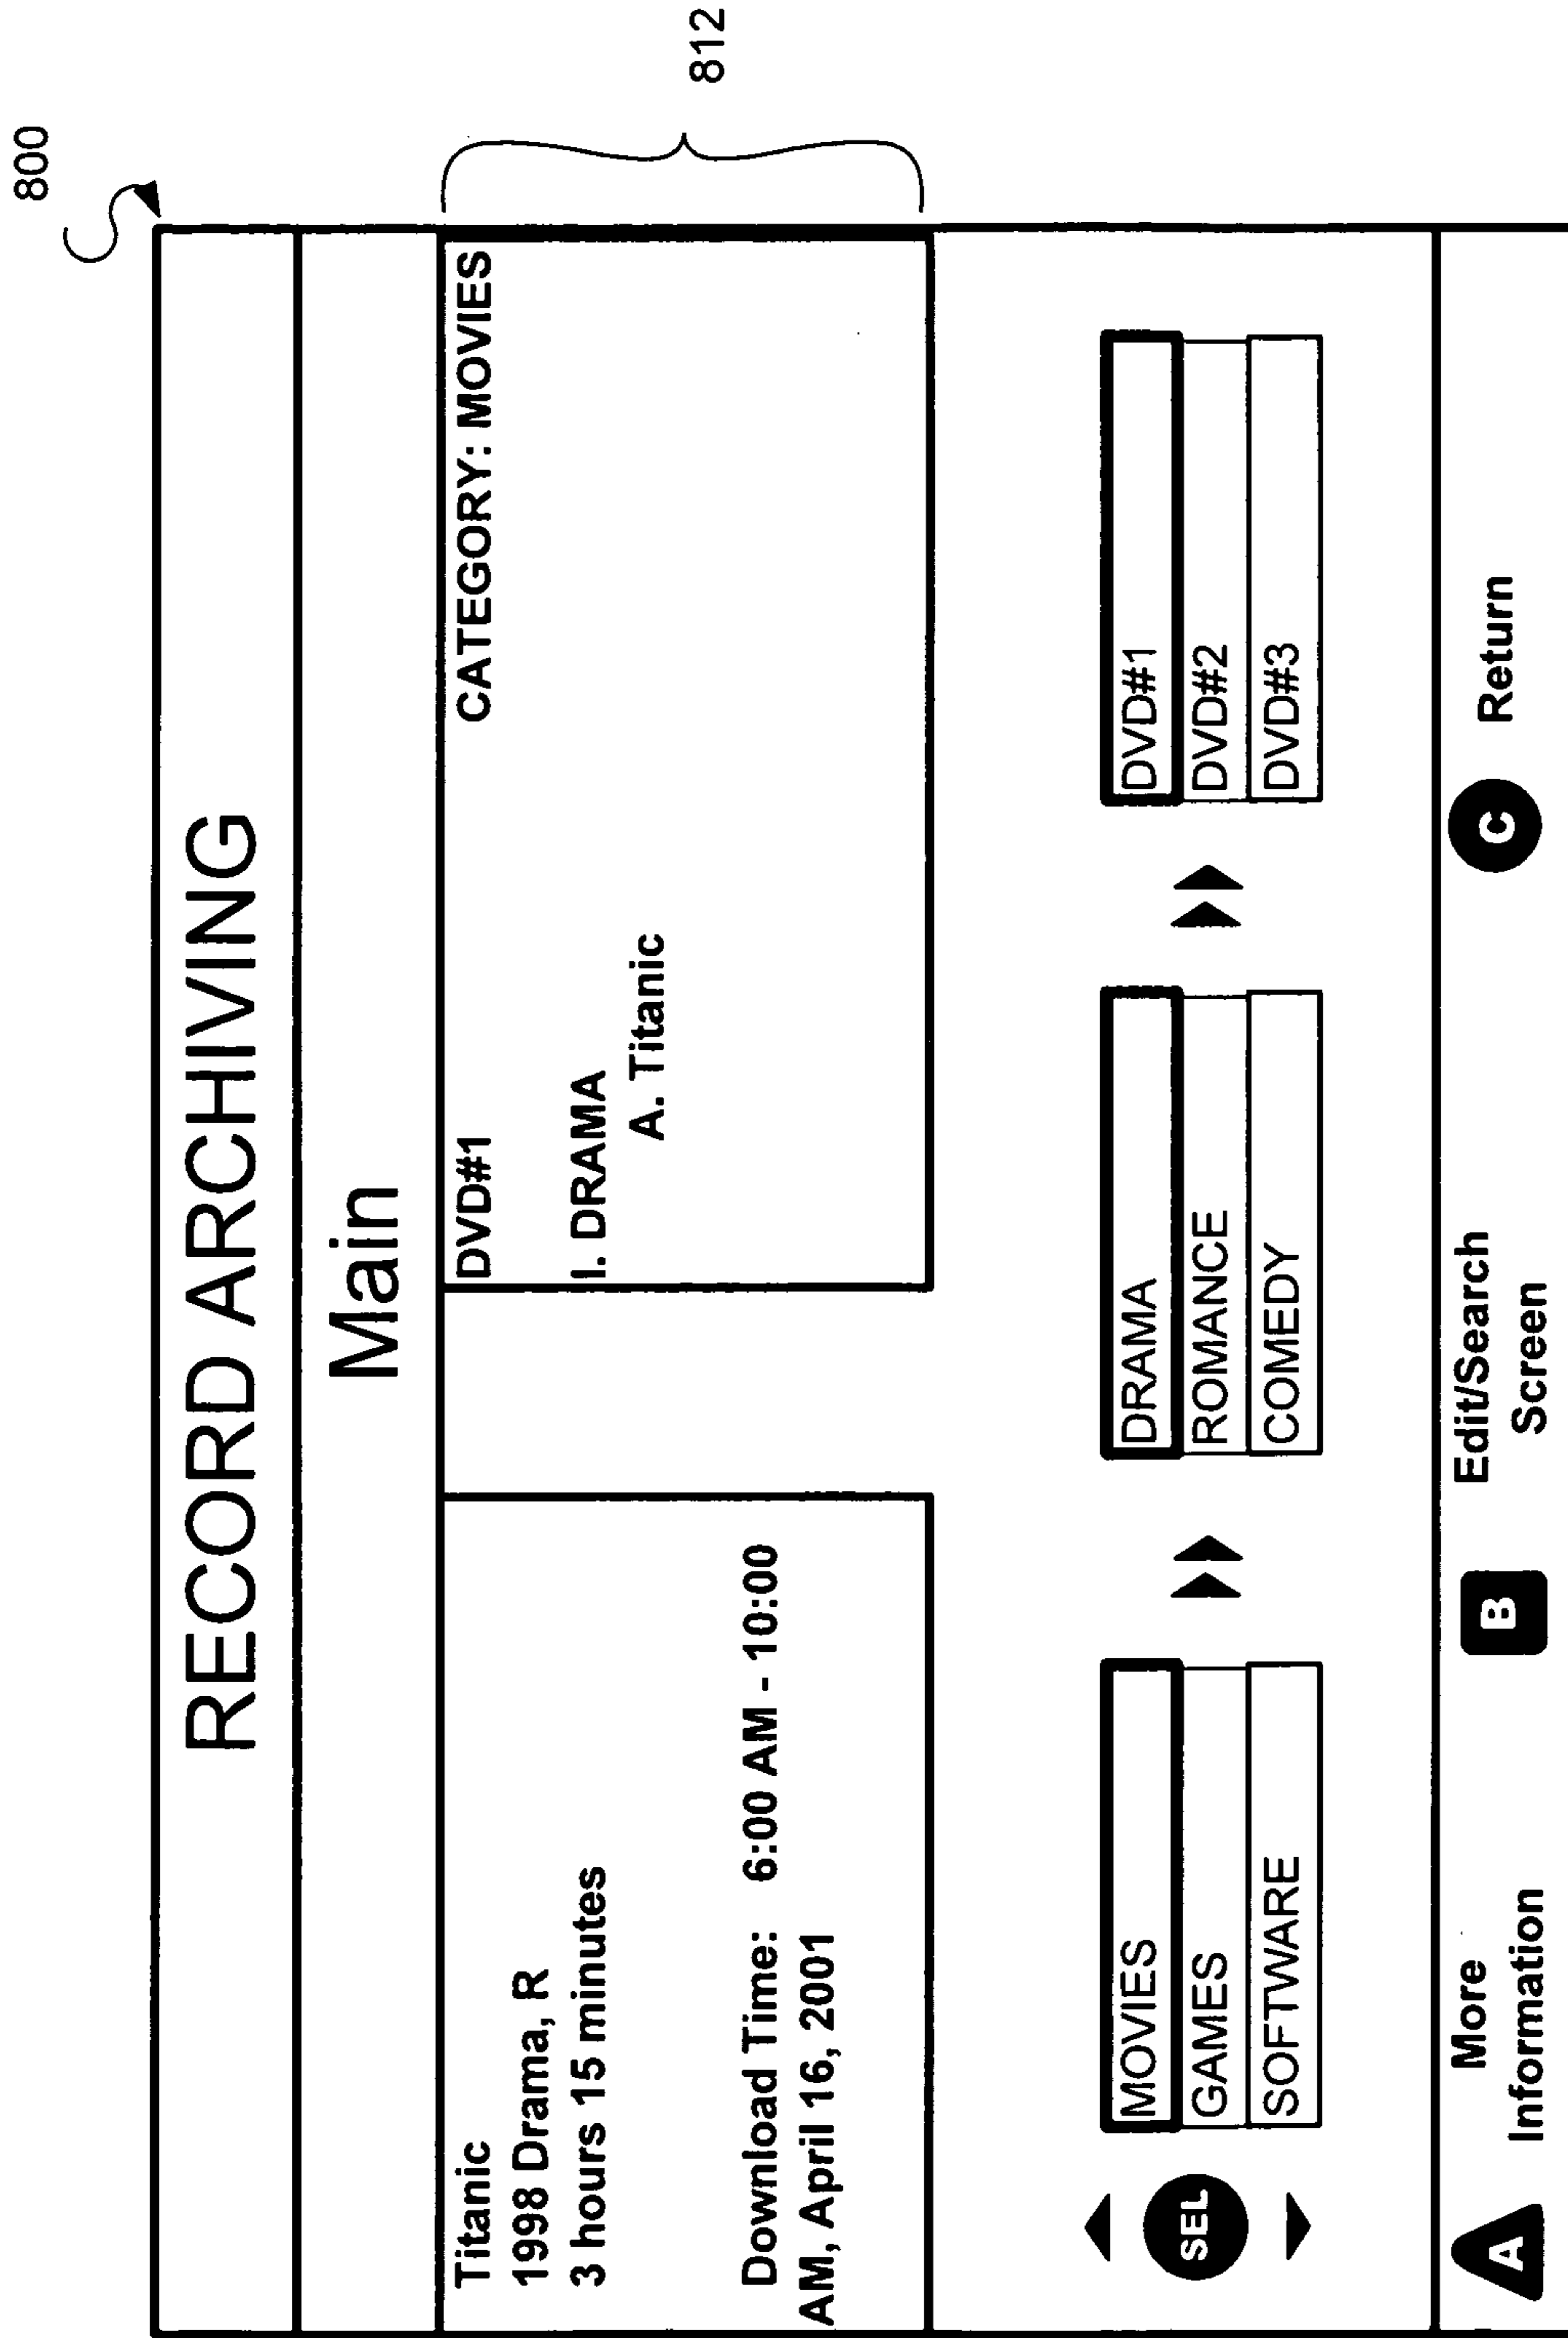 800
RECORD ARCHIVING
Main
Titanic
1998 Drama, R
3 hours 15 minutes
Download Time: 6:00 AM - 10:00
AM, April 16, 2001
DVD#1 CATEGORY: MOVIES
I. DRAMA
A. Titanic
812
SEL
MOVIES
GAMES
SOFTWARE
DRAMA
ROMANCE
COMEDY
DVD#1
DVD#2
DVD#3
A More
Information
B Edit/Search
Screen
C Return